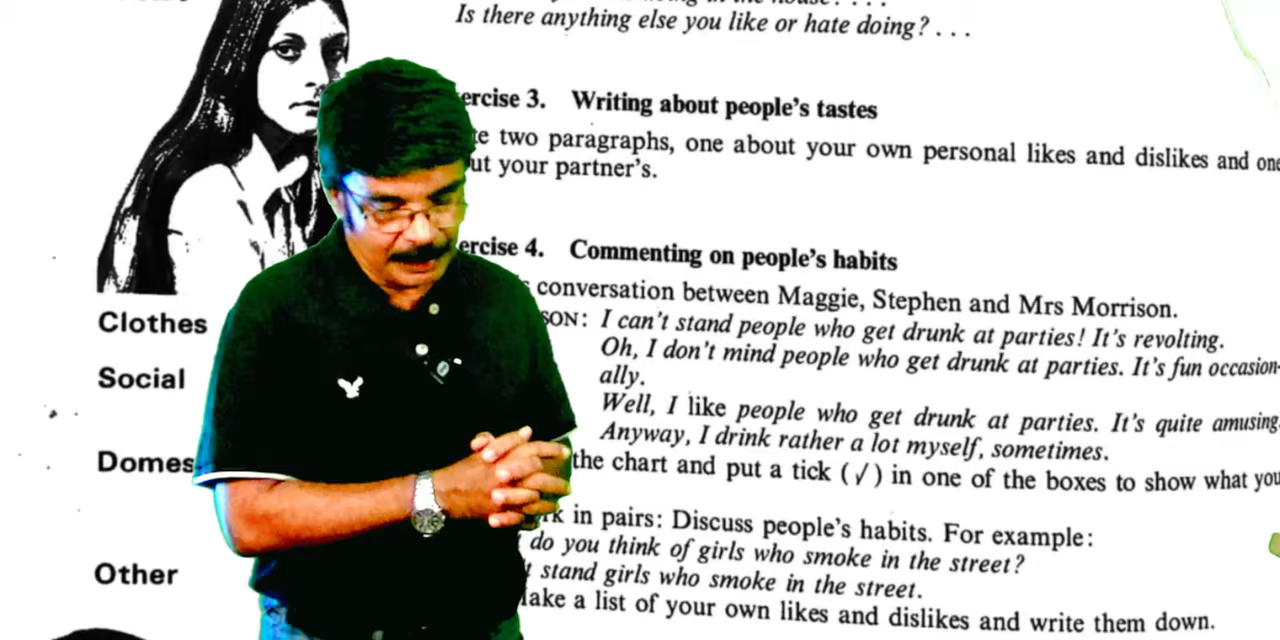 Is there anything else you like or hate doing? . . .
ercise 3. Writing about people's tastes
te two paragraphs, one about your own personal likes and dislikes and one
ut your partner's.
ercise 4. Commenting on people's habits
conversation between Maggie, Stephen and Mrs Morrison.
SON: I can't stand people who get drunk at parties! It's revolting.
Oh, I don't mind people who get drunk at parties. It's fun occasion-
ally.
Well, I like people who get drunk at parties. It's quite amusing.
Anyway, I drink rather a lot myself, sometimes.
the chart and put a tick (✓) in one of the boxes to show what you
rk in pairs: Discuss people's habits. For example:
do you think of girls who smoke in the street?
t stand girls who smoke in the street.
ake a list of your own likes and dislikes and write them down.
Clothes
Social
Domes
Other